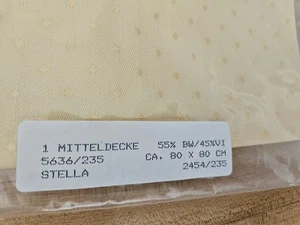 1 MITTELDECKE 55% BW/45%VI
5636/235 CA. 80 X 80 CM
STELLA 2454/235